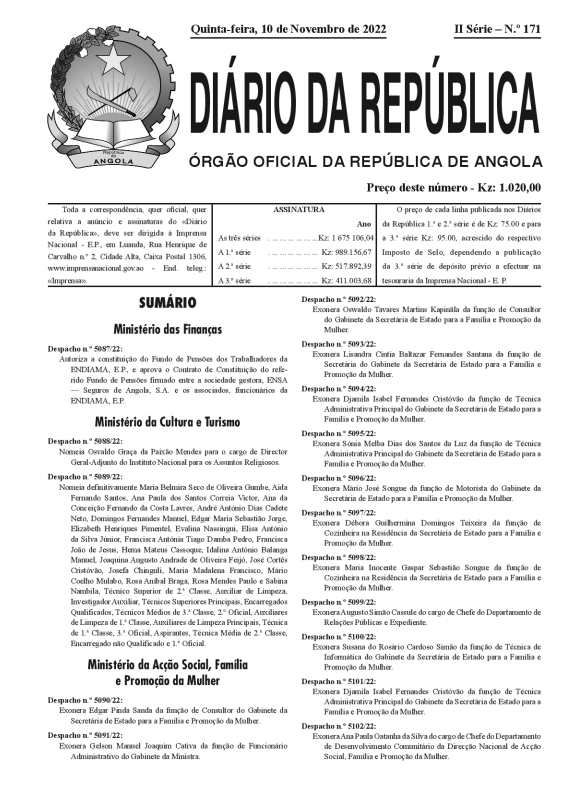 Quinta-feira, 10 de Novembro de 2022
II Série – N.º 171
DIÁRIO DA REPÚBLICA
República
de
ANGOLA
ÓRGÃO OFICIAL DA REPÚBLICA DE ANGOLA
Preço deste número - Kz: 1.020,00
Toda a correspondência, quer oficial, quer
relativa a anúncio e assinaturas do «Diário
da República», deve ser dirigida à Imprensa
Nacional - E.P., em Luanda, Rua Henrique de
Carvalho n.º 2, Cidade Alta, Caixa Postal 1306,
www.imprensanacional.gov.ao - End. teleg.:
«Imprensa».
ASSINATURA
Ano
As três séries . ... ... ... ... ... ...Kz: 1 675 106,04
A 1.ª série . ... ... ... ... ... ... Kz: 989.156,67
A 2.ª série . ... ... ... ... ... ... Kz: 517.892,39
A 3.ª série . ... ... ... ... ... ... Kz: 411.003,68
O preço de cada linha publicada nos Diários
da República 1.ª e 2.ª série é de Kz: 75.00 e para
a 3.ª série Kz: 95.00, acrescido do respectivo
Imposto de Selo, dependendo a publicação
da 3.ª série de depósito prévio a efectuar na
tesouraria da Imprensa Nacional - E. P.
SUMÁRIO
Ministério das Finanças
Despacho n.º 5087/22:
Autoriza a constituição do Fundo de Pensões dos Trabalhadores da
ENDIAMA, E.P., e aprova o Contrato de Constituição do refe-
rido Fundo de Pensões firmado entre a sociedade gestora, ENSA
— Seguros de Angola, S.A. e os associados, funcionários da
ENDIAMA, E.P.
Ministério da Cultura e Turismo
Despacho n.º 5088/22:
Nomeia Osvaldo Graça da Paixão Mendes para o cargo de Director
Geral-Adjunto do Instituto Nacional para os Assuntos Religiosos.
Despacho n.º 5089/22:
Nomeia definitivamente Maria Belmira Seco de Oliveira Gumbe, Aida
Fernando Santos, Ana Paula dos Santos Correia Victor, Ana da
Conceição Fernando da Costa Lavres, André António Dias Cadete
Neto, Domingos Fernandes Manuel, Edgar Maria Sebastião Jorge,
Elizabeth Henriques Pimentel, Evalina Nassingui, Elisa António
da Silva Júnior, Francisca Antónia Tiago Damba Pedro, Francisca
João de Jesus, Hema Mateus Cassoque, Idalina António Balanga
Manuel, Joaquina Augusto Andrade de Oliveira Feijó, José Cortês
Cristóvão, Josefa Chinguli, Maria Madalena Francisco, Mário
Coelho Mulabo, Rosa Aníbal Braga, Rosa Mendes Paulo e Sabina
Nambila, Técnico Superior de 2.ª Classe, Auxiliar de Limpeza,
Investigador Auxiliar, Técnicos Superiores Principais, Encarregados
Qualificados, Técnicos Médios de 3.ª Classe, 2.º Oficial, Auxiliares
de Limpeza de 1.ª Classe, Auxiliares de Limpeza Principais, Técnica
de 1.ª Classe, 3.º Oficial, Aspirantes, Técnica Média de 2.ª Classe,
Encarregado não Qualificado e 1.º Oficial.
Ministério da Acção Social, Família
e Promoção da Mulher
Despacho n.º 5090/22:
Exonera Edgar Pinda Sanda da função de Consultor do Gabinete da
Secretária de Estado para a Família e Promoção da Mulher.
Despacho n.º 5091/22:
Exonera Gelson Manuel Joaquim Cativa da função de Funcionário
Administrativo do Gabinete da Ministra.
Despacho n.º 5092/22:
Exonera Oswaldo Tavares Martins Kapinãla da função de Consultor
do Gabinete da Secretária de Estado para a Família e Promoção da
Mulher.
Despacho n.º 5093/22:
Exonera Lisandra Cintia Baltazar Fernandes Santana da função de
Secretária do Gabinete da Secretária de Estado para a Família e
Promoção da Mulher.
Despacho n.º 5094/22:
Exonera Djamila Isabel Fernandes Cristóvão da função de Técnica
Administrativa Principal do Gabinete da Secretária de Estado para a
Família e Promoção da Mulher.
Despacho n.º 5095/22:
Exonera Sónia Melba Dias dos Santos da Luz da função de Técnica
Administrativa Principal do Gabinete da Secretária de Estado para a
Família e Promoção da Mulher.
Despacho n.º 5096/22:
Exonera Mário José Songue da função de Motorista do Gabinete da
Secretária de Estado para a Família e Promoção da Mulher.
Despacho n.º 5097/22:
Exonera Débora Guilhermina Domingos Teixeira da função de
Cozinheira na Residência da Secretária de Estado para a Família e
Promoção da Mulher.
Despacho n.º 5098/22:
Exonera Maria Inocente Gaspar Sebastião Songue da função de
Cozinheira na Residência da Secretária de Estado para a Família e
Promoção da Mulher.
Despacho n.º 5099/22:
Exonera Augusto Simão Cassule do cargo de Chefe do Departamento de
Relações Públicas e Expediente.
Despacho n.º 5100/22:
Exonera Susana do Rosário Cardoso Simão da função de Técnica de
Informática do Gabinete da Secretária de Estado para a Família e
Promoção da Mulher.
Despacho n.º 5101/22:
Exonera Djamila Isabel Fernandes Cristóvão da função de Técnica
Administrativa Principal do Gabinete da Secretária de Estado para a
Família e Promoção da Mulher.
Despacho n.º 5102/22:
Exonera Ana Paula Oatanha da Silva do cargo de Chefe do Departamento
de Desenvolvimento Comunitário da Direcção Nacional de Acção
Social, Família e Promoção da Mulher.